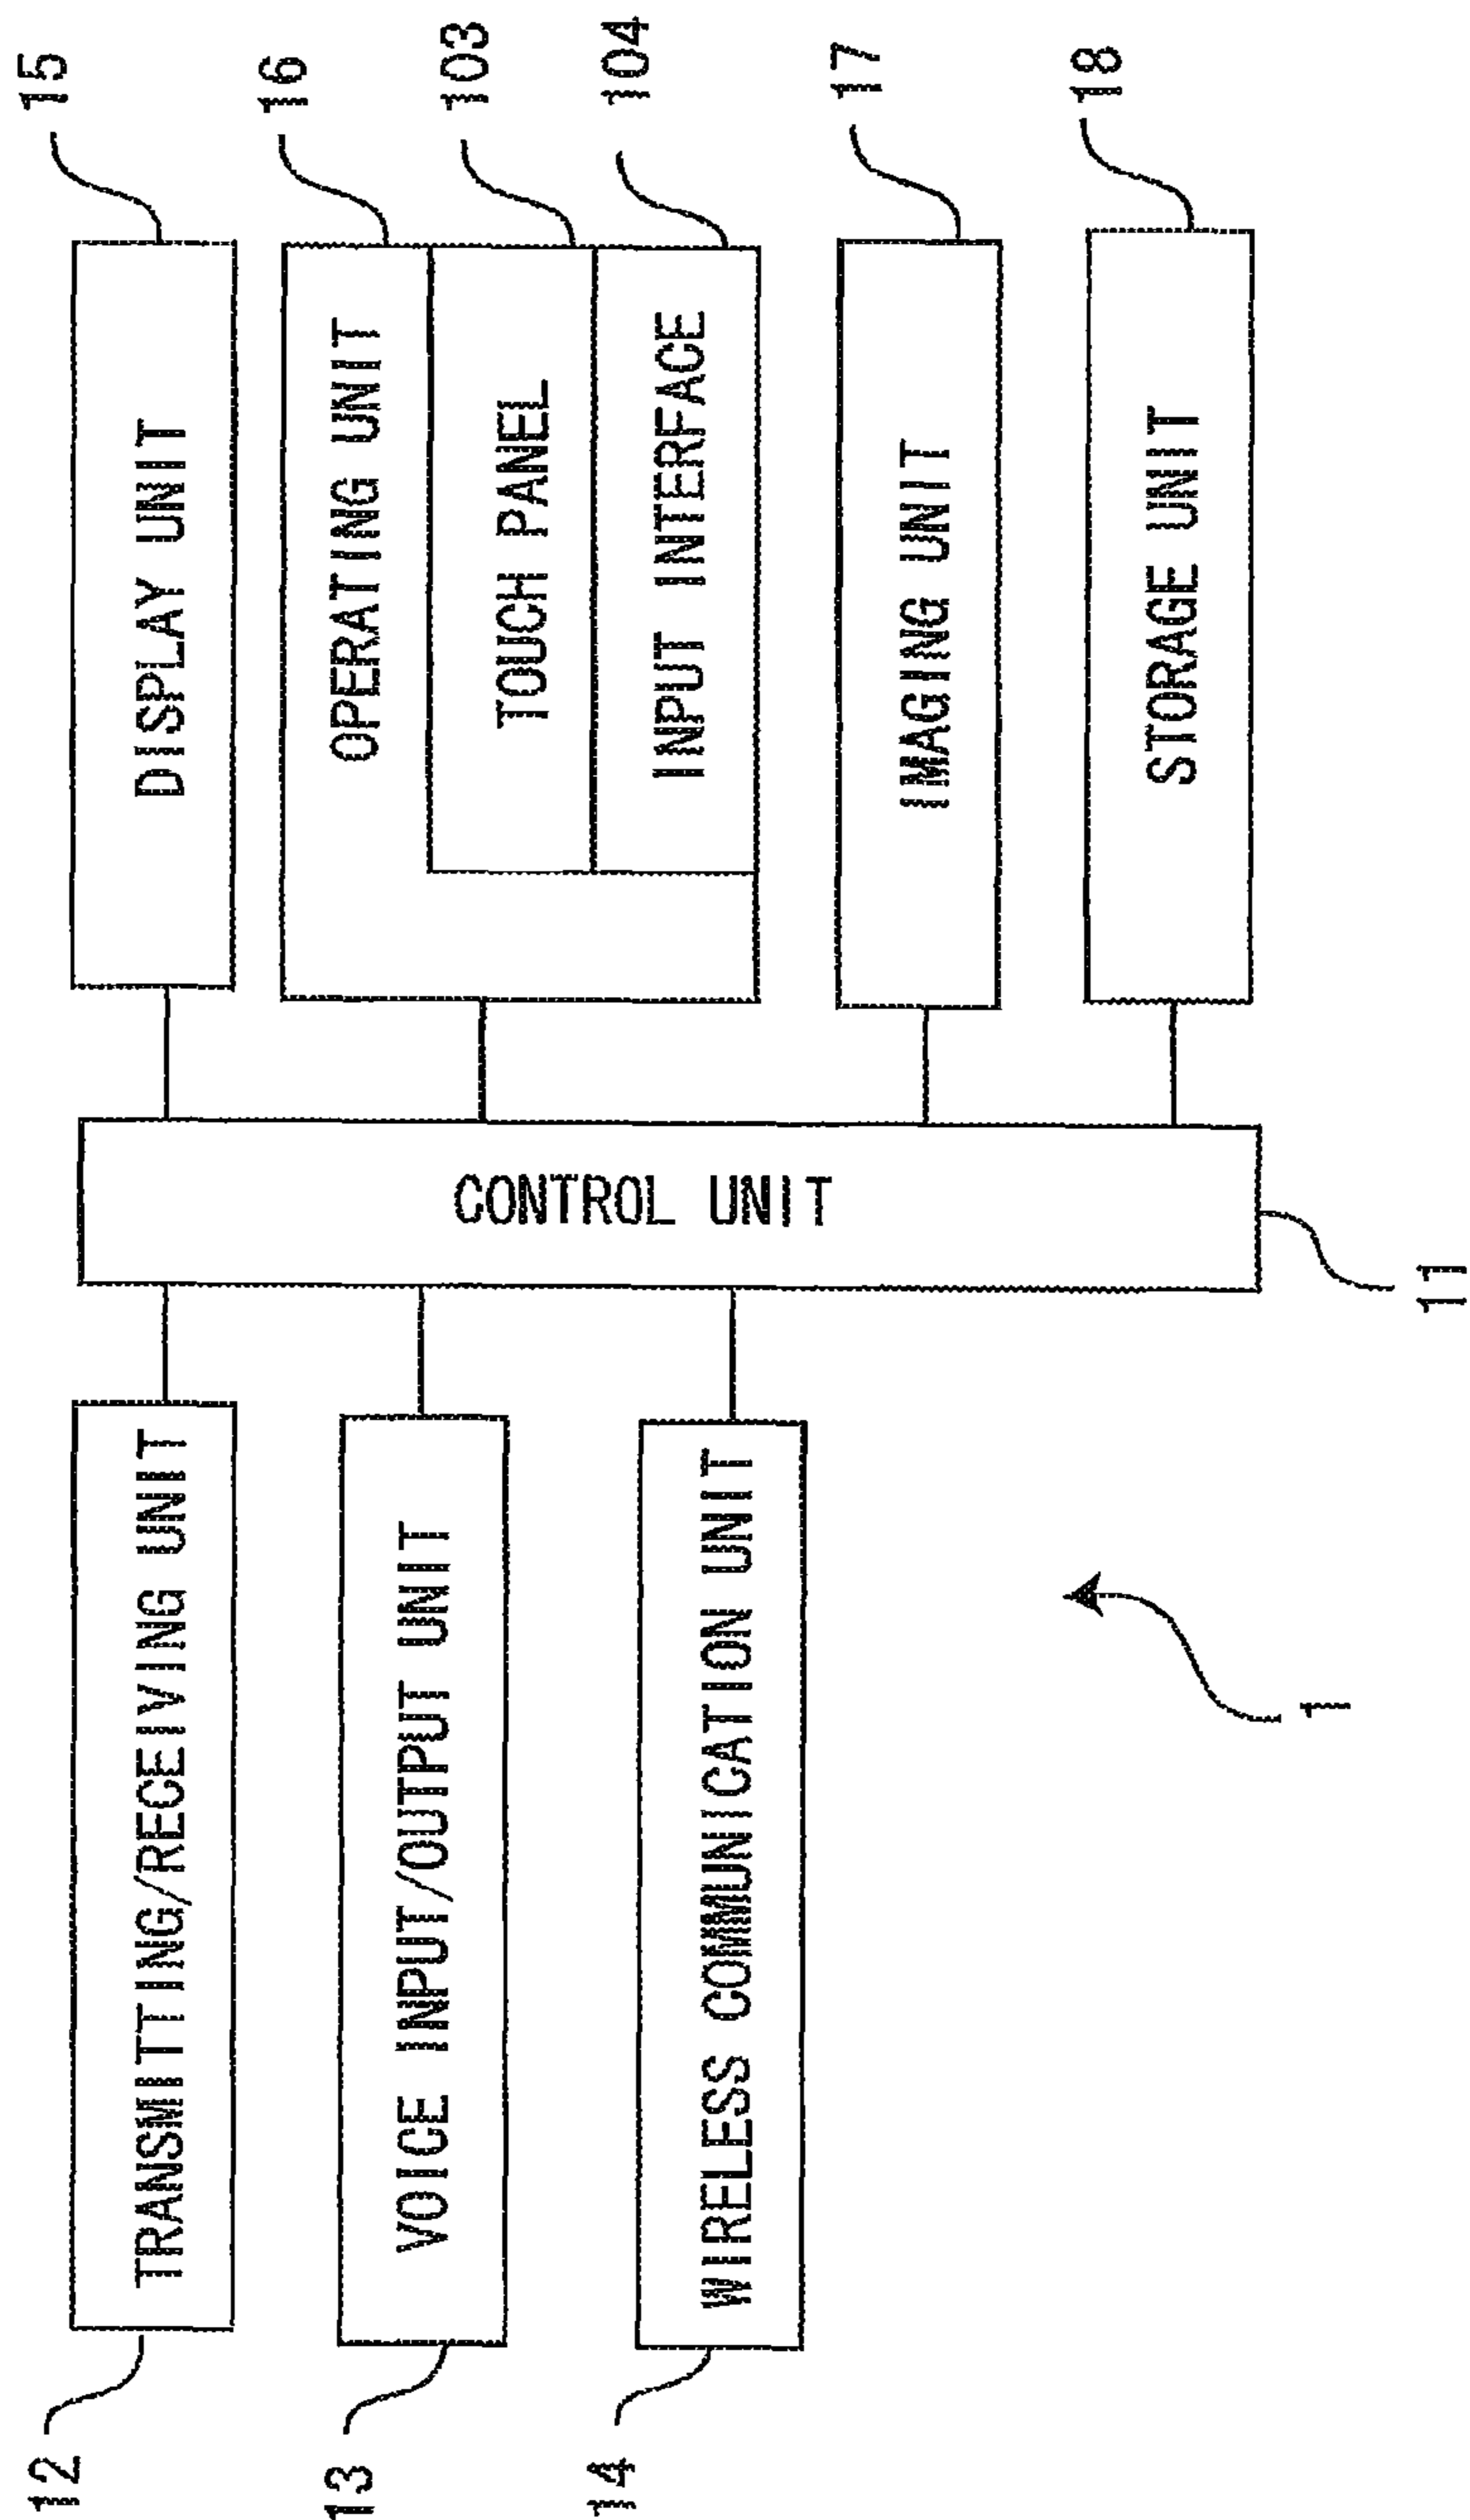 12
TRANSMITTING/RECEIVING UNIT
13
VOICE INPUT/OUTPUT UNIT
14
WIRELESS COMMUNICATION UNIT
1
CONTROL UNIT
11
DISPLAY UNIT
15
OPERATING UNIT
16
TOUCH PANEL
103
INPUT INTERFACE
104
IMAGING UNIT
17
STORAGE UNIT
18